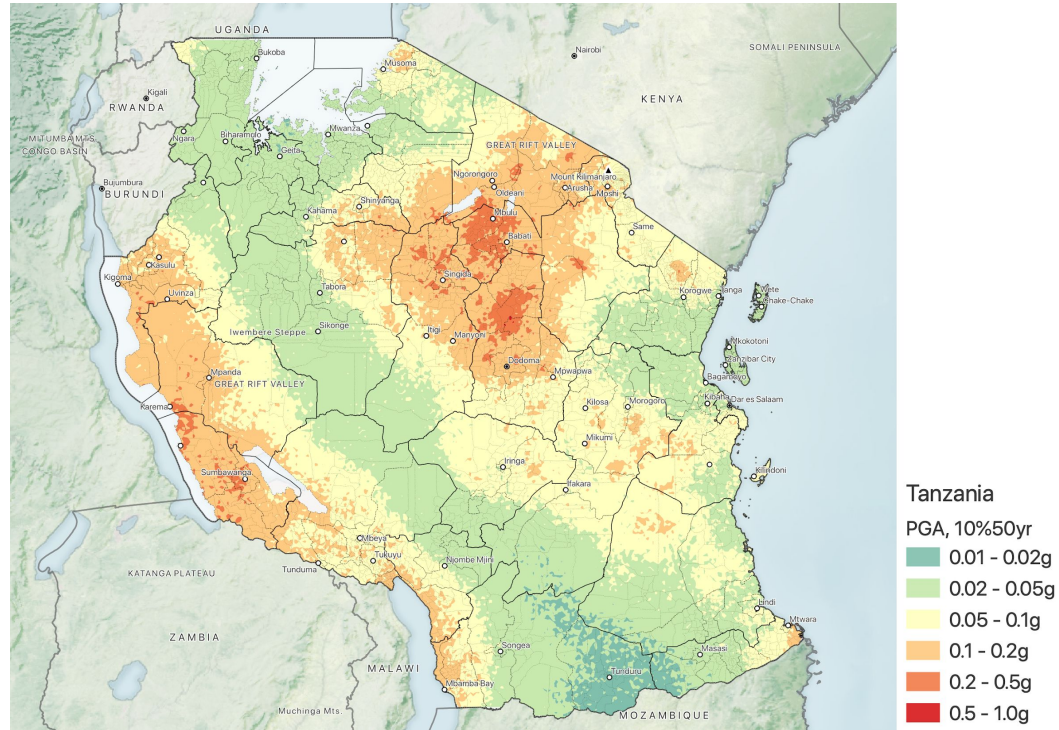 UGANDA
Bukoba
Musoma
Nairobi
SOMALI PENINSULA
Kigali
RWANDA
KENYA
MITUMBA MTS.
CONGO BASIN
Ngara
Biharamulo
Mwanza
Geita
GREAT RIFT VALLEY
Bujumbura
BURUNDI
Ngorongoro
Oldeani
Mount Kilimanjaro
Arusha
Moshi
Kahama
Shinyanga
Mbulu
Babati
Same
Kasulu
Kigoma
Uvinza
Tabora
Singida
Korogwe
Tanga
Wete
Chake-Chake
Iwembere Steppe
Sikonge
Itigi
Manyoni
Mkokotoni
Zanzibar City
Mpanda
GREAT RIFT VALLEY
Dodoma
Mpwapwa
Bagamoyo
Karema
Kilosa
Morogoro
Kibaha
Dar es Salaam
Mikumi
Sumbawanga
Iringa
Ifakara
Kilindoni
Mbeya
Tukuyu
Tunduma
Njombe Mjini
KATANGA PLATEAU
Lindi
Mtwara
ZAMBIA
Songea
Masasi
MALAWI
Tunduru
Mbamba Bay
Muchinga Mts.
MOZAMBIQUE
Tanzania
PGA, 10%50yr
0.01 - 0.02g
0.02 - 0.05g
0.05 - 0.1g
0.1 - 0.2g
0.2 - 0.5g
0.5 - 1.0g